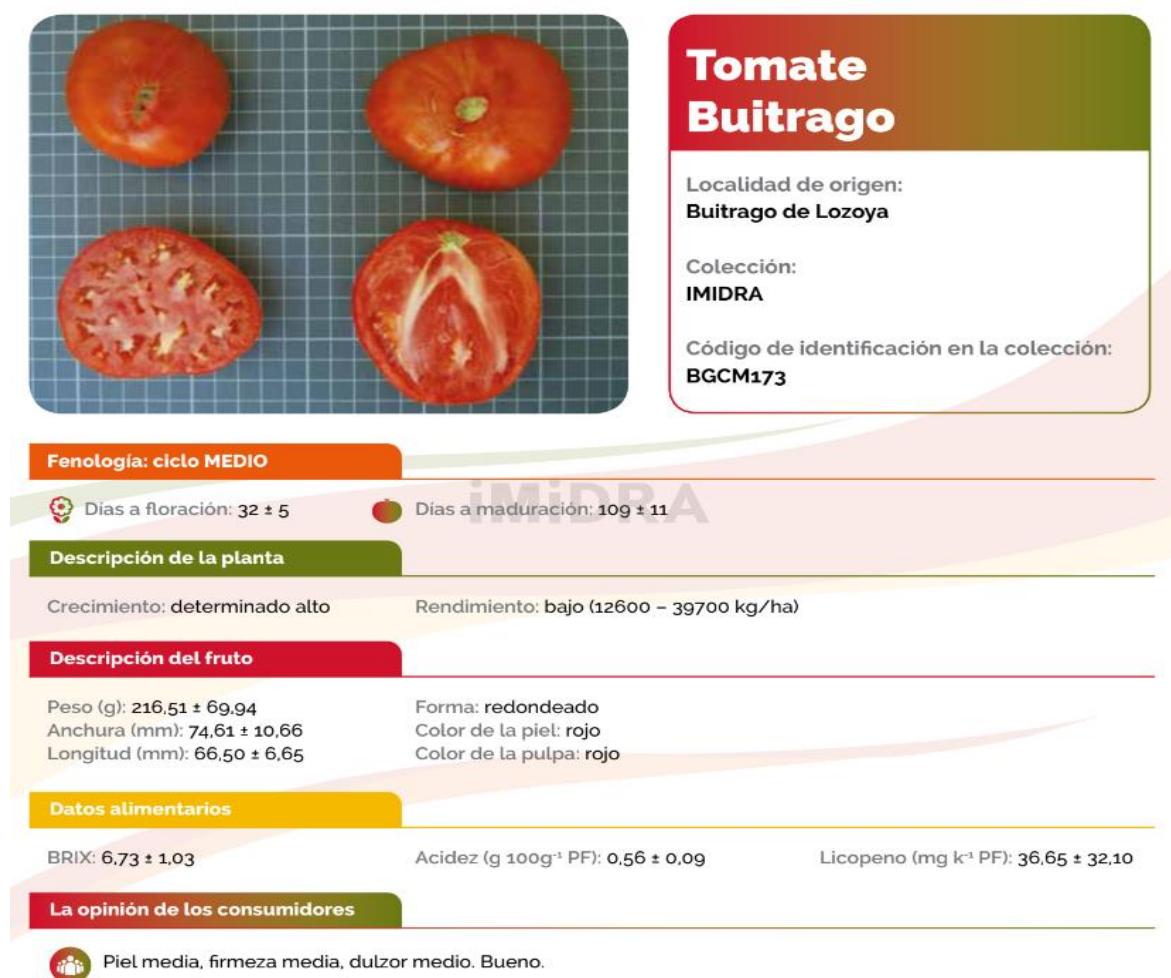 Tomate
Buitrago
Localidad de origen:
Buitrago de Lozoya
Colección:
IMIDRA
Código de identificación en la colección:
BGCM173
Fenología: ciclo MEDIO
Días a floración: 32 ± 5
Días a maduración: 109 ± 11
iMiDRA
Descripción de la planta
Crecimiento: determinado alto
Rendimiento: bajo (12600 – 39700 kg/ha)
Descripción del fruto
Peso (g): 216,51 ± 69,94
Anchura (mm): 74,61 ± 10,66
Longitud (mm): 66,50 ± 6,65
Forma: redondeado
Color de la piel: rojo
Color de la pulpa: rojo
Datos alimentarios
BRIX: 6,73 ± 1,03
Acidez (g 100g⁻¹ PF): 0,56 ± 0,09
Licopeno (mg k⁻¹ PF): 36,65 ± 32,10
La opinión de los consumidores
Piel media, firmeza media, dulzor medio. Bueno.